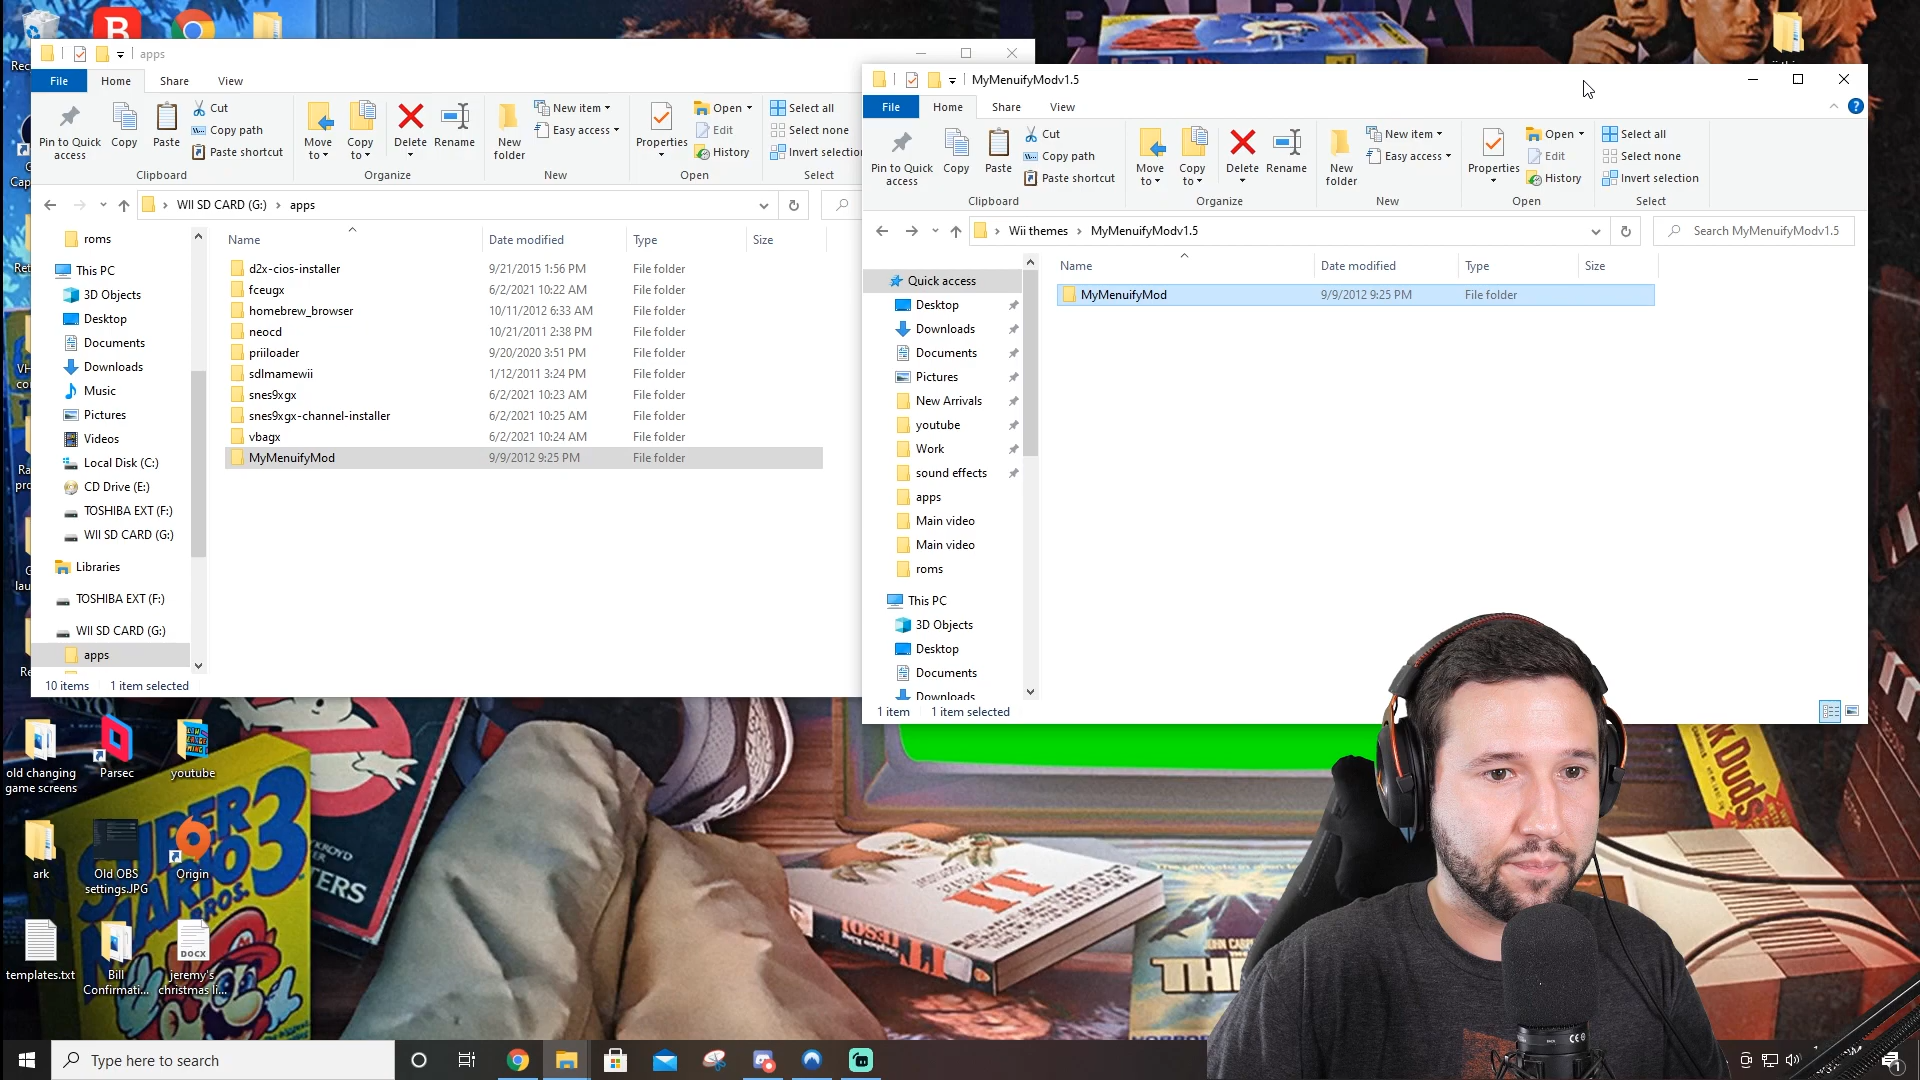 apps
File
Home
Share
View
Pin to Quick access
Copy
Paste
Cut
Copy path
Paste shortcut
Clipboard
Move to
Copy to
Delete
Rename
Organize
New folder
New item
Easy access
New
Properties
Open
Edit
History
Open
Select all
Select none
Invert selection
Select
WII SD CARD (G:) › apps
Name
Date modified
Type
Size
d2x-cios-installer 9/21/2015 1:56 PM File folder
fceugx 6/2/2021 10:22 AM File folder
homebrew_browser 10/11/2012 6:33 AM File folder
neocd 10/21/2011 2:38 PM File folder
priiloader 9/20/2020 3:51 PM File folder
sdlmamewii 1/12/2011 3:24 PM File folder
snes9xgx 6/2/2021 10:23 AM File folder
snes9xgx-channel-installer 6/2/2021 10:25 AM File folder
vbagx 6/2/2021 10:24 AM File folder
MyMenuifyMod 9/9/2012 9:25 PM File folder
roms
This PC
3D Objects
Desktop
Documents
Downloads
Music
Pictures
Videos
Local Disk (C:)
CD Drive (E:)
TOSHIBA EXT (F:)
WII SD CARD (G:)
Libraries
TOSHIBA EXT (F:)
WII SD CARD (G:)
apps
10 items
1 item selected
MyMenuifyModv1.5
File
Home
Share
View
Pin to Quick access
Copy
Paste
Cut
Copy path
Paste shortcut
Clipboard
Move to
Copy to
Delete
Rename
Organize
New folder
New item
Easy access
New
Properties
Open
Edit
History
Open
Select all
Select none
Invert selection
Select
Wii themes › MyMenuifyModv1.5
Search MyMenuifyModv1.5
Name
Date modified
Type
Size
MyMenuifyMod 9/9/2012 9:25 PM File folder
Quick access
Desktop
Downloads
Documents
Pictures
New Arrivals
youtube
Work
sound effects
apps
Main video
Main video
roms
This PC
3D Objects
Desktop
Documents
Downloads
1 item
1 item selected
old changing game screens
Parsec
youtube
ark
Old OBS settings.JPG
Origin
templates.txt
Bill Confirmati...
DOCX
jeremy's christmas li...
SUPER
MARIO
BROS.
3
IT
Type here to search